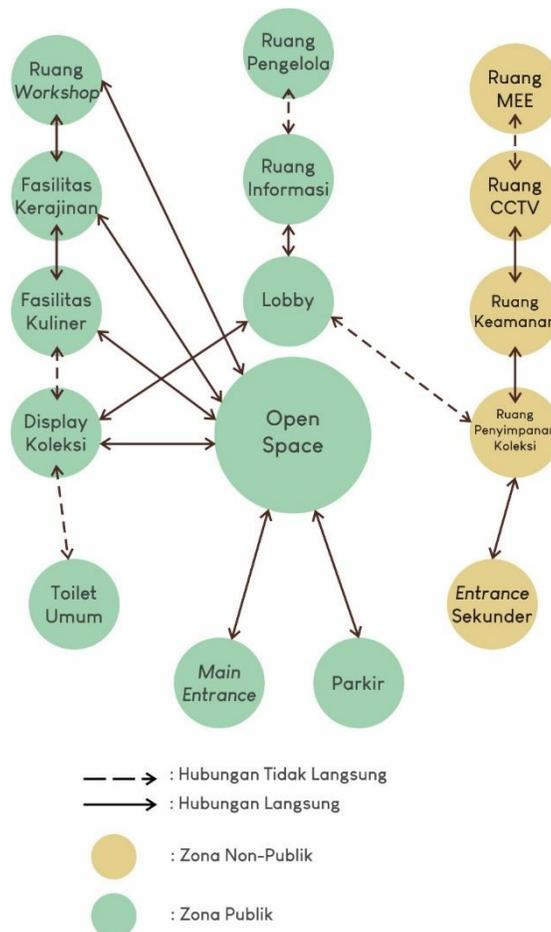 Ruang
Workshop
Fasilitas
Kerajinan
Fasilitas
Kuliner
Display
Koleksi
Toilet
Umum
Ruang
Pengelola
Ruang
Informasi
Lobby
Open
Space
Main
Entrance
Parkir
Ruang
MEE
Ruang
CCTV
Ruang
Keamanan
Ruang
Penyimpanan
Koleksi
Entrance
Sekunder
: Hubungan Tidak Langsung
: Hubungan Langsung
: Zona Non-Publik
: Zona Publik